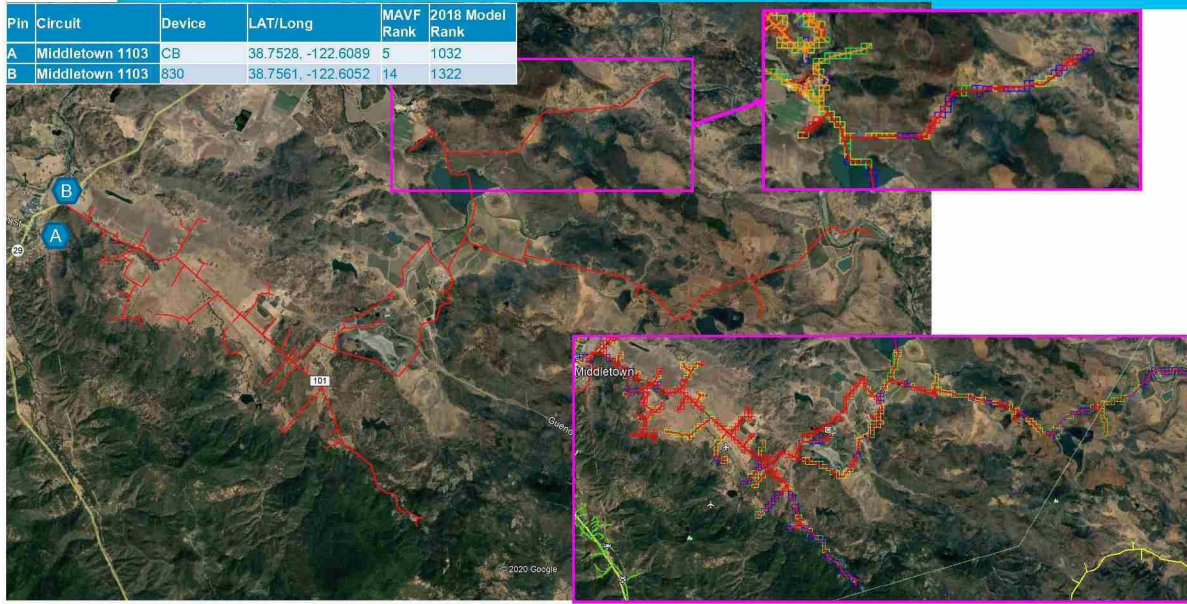 Pin Circuit Device LAT/Long MAVF Rank 2018 Model Rank
A Middletown 1103 CB 38.7528, -122.6089 5 1032
B Middletown 1103 830 38.7561, -122.6052 14 1322
B
A
29
101
© 2020 Google
Middletown